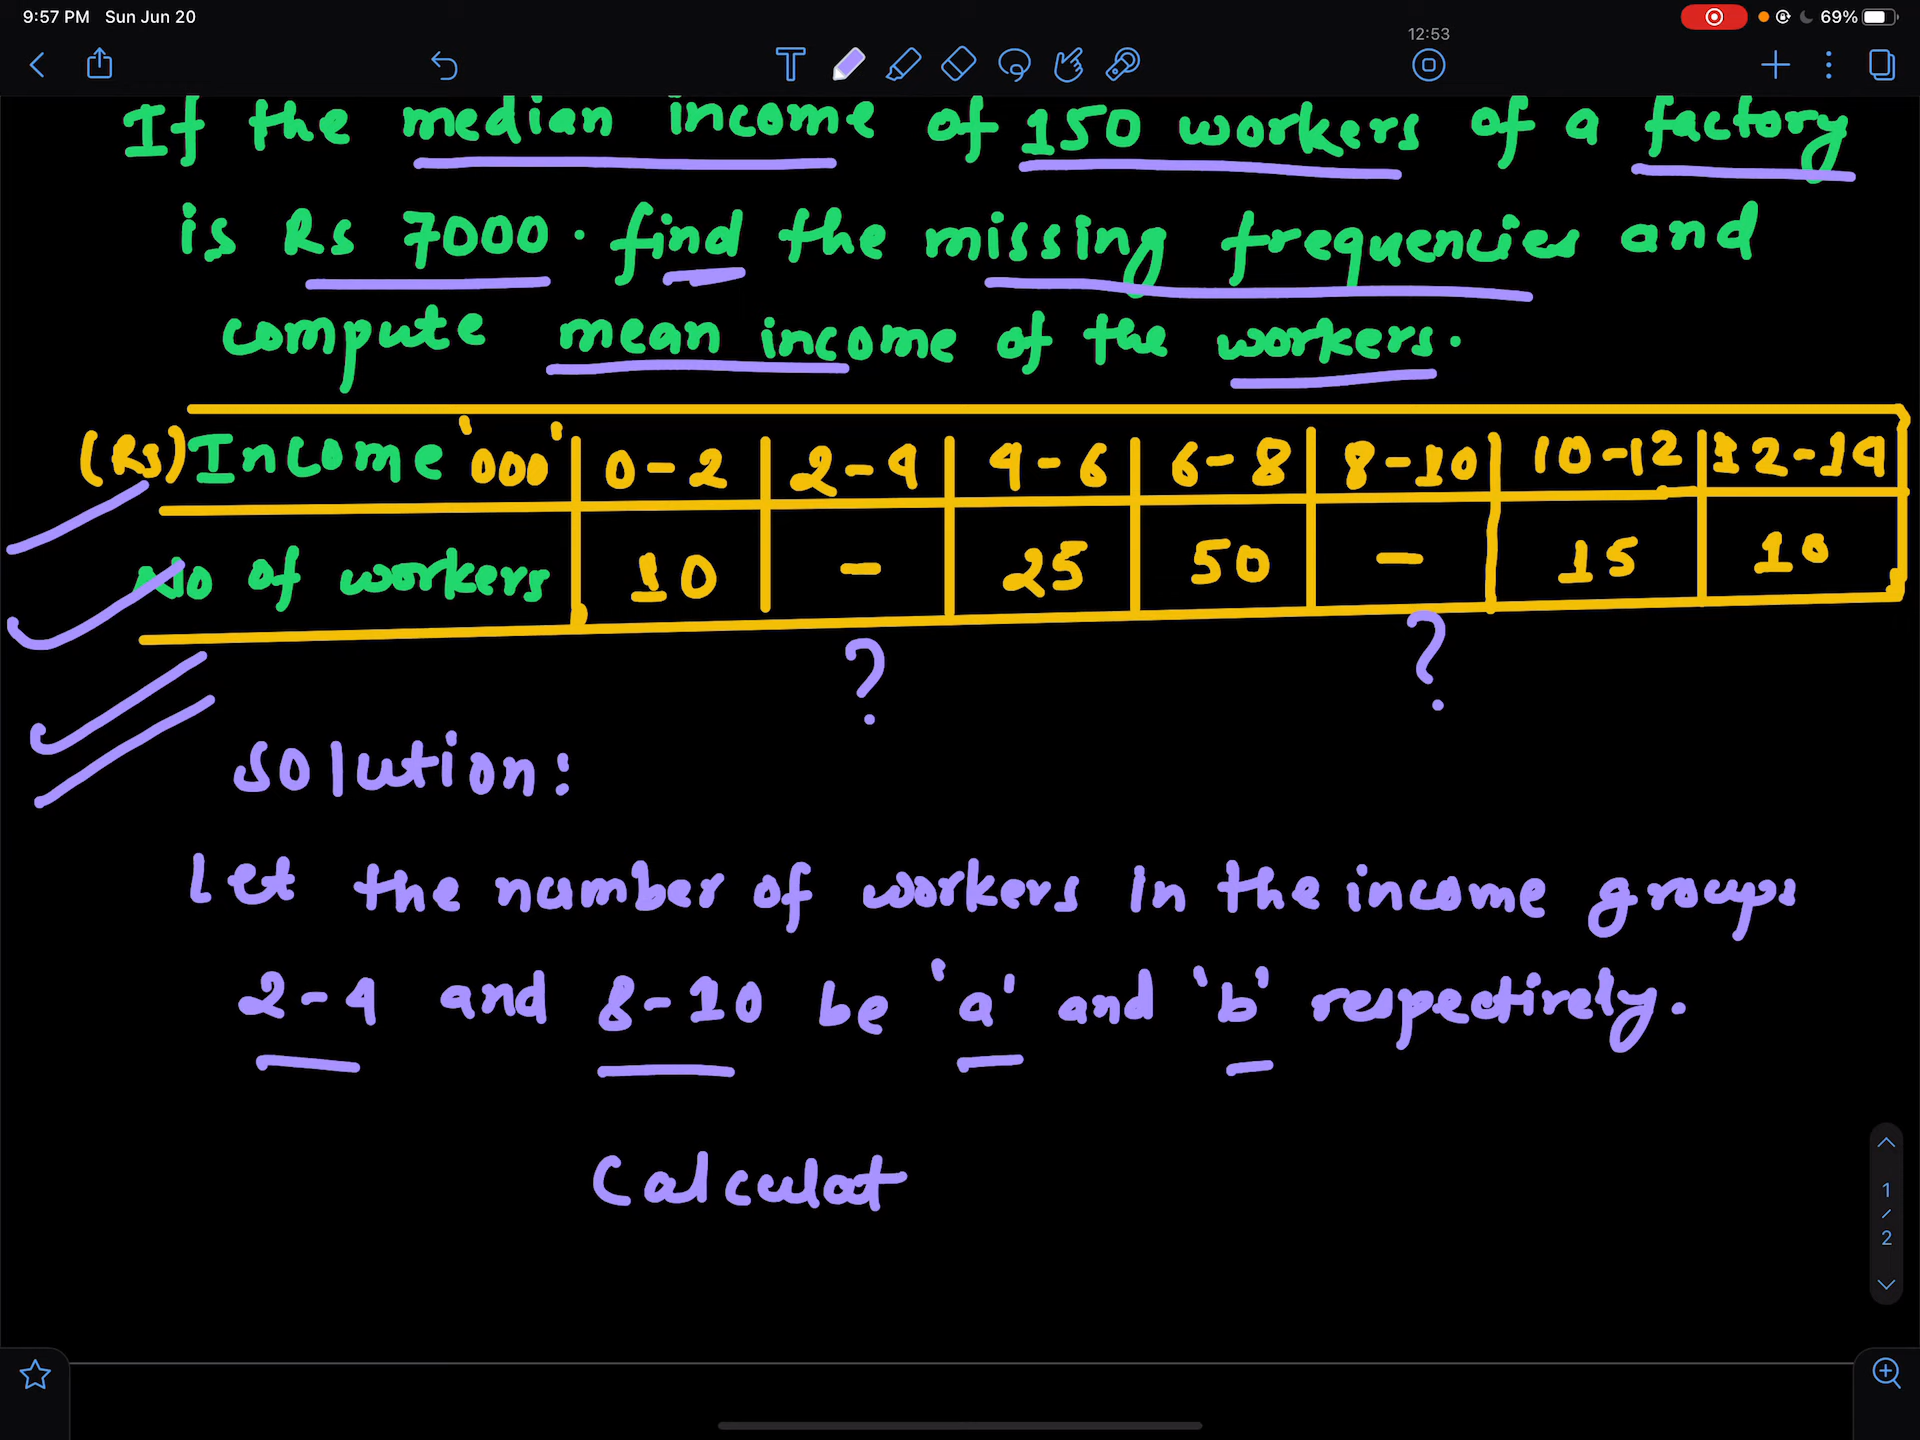 9:57 PM Sun Jun 20
69%
12:53
T
If the median income of 150 workers of a factory
is Rs 7000. find the missing frequencies and
compute mean income of the workers.
(Rs) Income '000' 0-2 2-4 4-6 6-8 8-10 10-12 12-14
No of workers 10 - 25 50 - 15 10
? ?
Solution:
Let the number of workers in the income groups
2-4 and 8-10 be 'a' and 'b' respectively.
Calculat
1
/
2